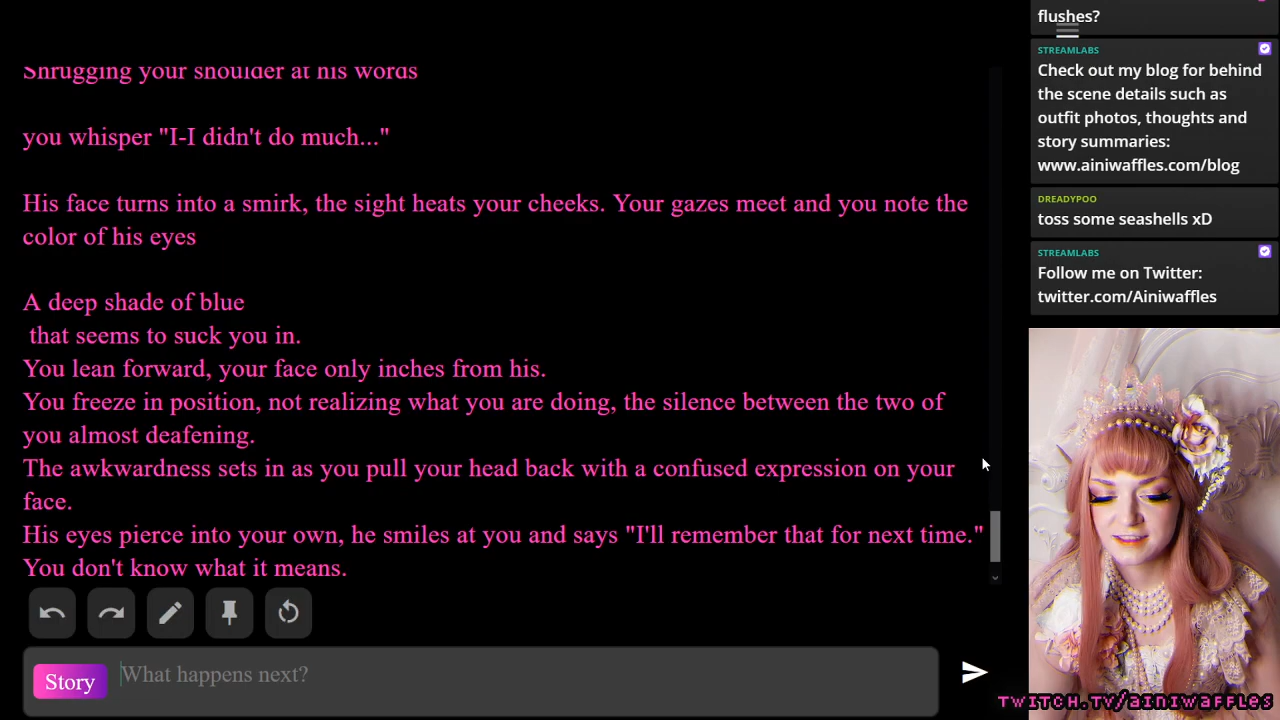 Shrugging your shoulder at his words
you whisper "I-I didn't do much..."
His face turns into a smirk, the sight heats your cheeks. Your gazes meet and you note the
color of his eyes
A deep shade of blue
that seems to suck you in.
You lean forward, your face only inches from his.
You freeze in position, not realizing what you are doing, the silence between the two of
you almost deafening.
The awkwardness sets in as you pull your head back with a confused expression on your
face.
His eyes pierce into your own, he smiles at you and says "I'll remember that for next time."
You don't know what it means.
Story
What happens next?
flushes?
STREAMLABS
Check out my blog for behind
the scene details such as
outfit photos, thoughts and
story summaries:
www.ainiwaffles.com/blog
DREADYPOO
toss some seashells xD
STREAMLABS
Follow me on Twitter:
twitter.com/Ainiwaffles
TWITCH.TV/AINIWAFFLES